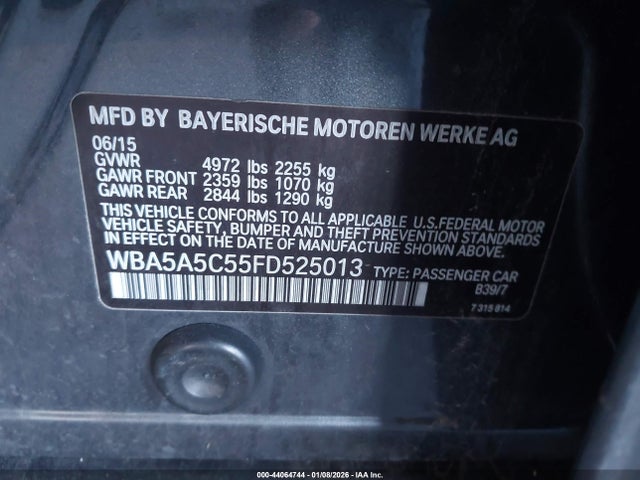 MFD BY BAYERISCHE MOTOREN WERKE AG
06/15
GVWR 4972 lbs 2255 kg
GAWR FRONT 2359 lbs 1070 kg
GAWR REAR 2844 lbs 1290 kg
THIS VEHICLE CONFORMS TO ALL APPLICABLE U.S.FEDERAL MOTOR
VEHICLE SAFETY, BUMPER AND THEFT PREVENTION STANDARDS
IN EFFECT ON THE DATE OF MANUFACTURE SHOWN ABOVE.
WBA5A5C55FD525013 TYPE: PASSENGER CAR
B39/7
7 315 814
000-44064744 - 01/08/2026 - IAA Inc.